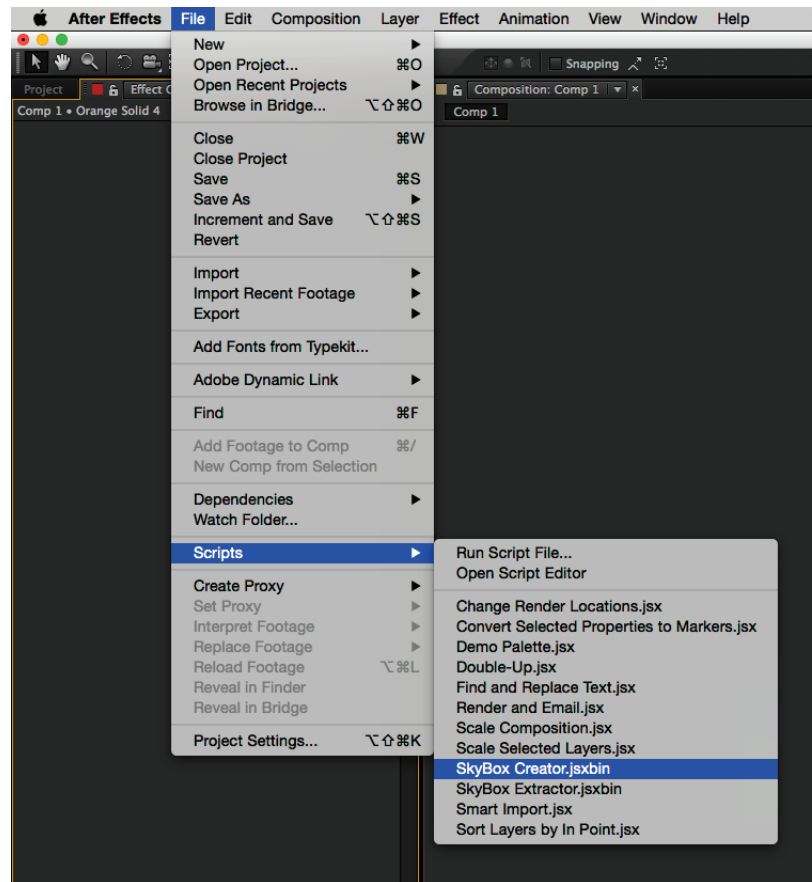 After Effects File Edit Composition Layer Effect Animation View Window Help
Snapping
Project Effect C Composition: Comp 1
Comp 1 • Orange Solid 4
Comp 1
New
Open Project... ⌘O
Open Recent Projects
Browse in Bridge... ⌥⇧⌘O
Close ⌘W
Close Project
Save ⌘S
Save As
Increment and Save ⌥⇧⌘S
Revert
Import
Import Recent Footage
Export
Add Fonts from Typekit...
Adobe Dynamic Link
Find ⌘F
Add Footage to Comp ⌘/
New Comp from Selection
Dependencies
Watch Folder...
Scripts
Create Proxy
Set Proxy
Interpret Footage
Replace Footage
Reload Footage ⌥⌘L
Reveal in Finder
Reveal in Bridge
Project Settings... ⌥⇧⌘K
Run Script File...
Open Script Editor
Change Render Locations.jsx
Convert Selected Properties to Markers.jsx
Demo Palette.jsx
Double-Up.jsx
Find and Replace Text.jsx
Render and Email.jsx
Scale Composition.jsx
Scale Selected Layers.jsx
SkyBox Creator.jsxbin
SkyBox Extractor.jsxbin
Smart Import.jsx
Sort Layers by In Point.jsx